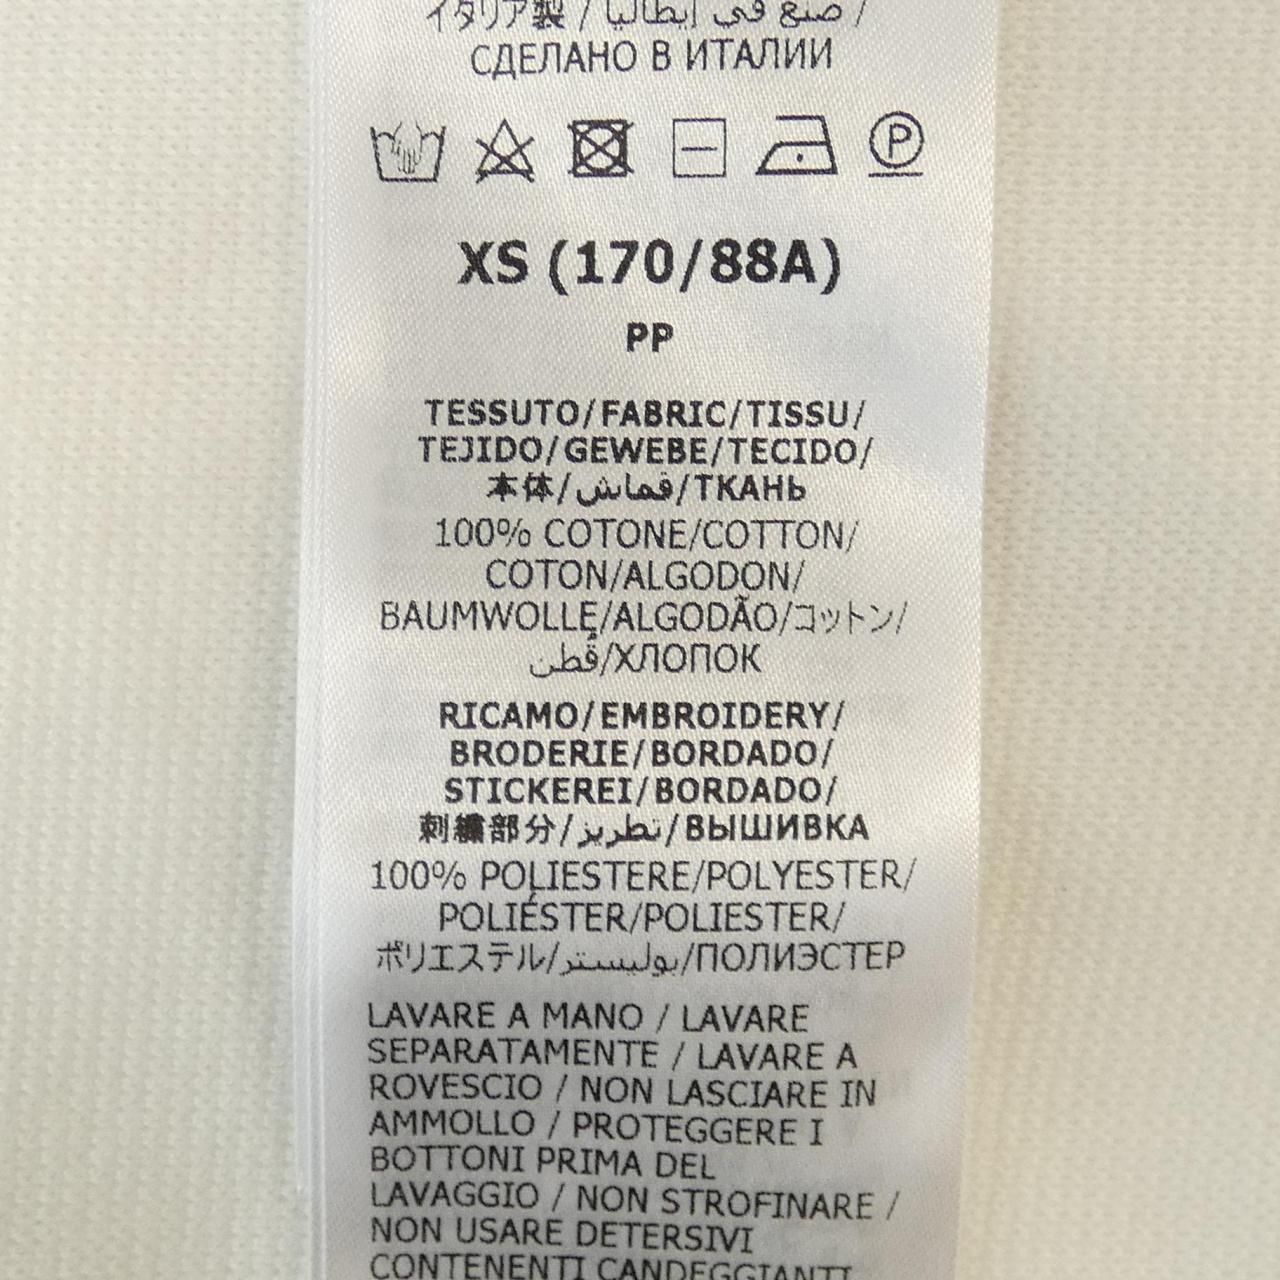 イタリア製 / صنع في إيطاليا /
СДЕЛАНО В ИТАЛИИ
P
XS (170/88A)
PP
TESSUTO/FABRIC/TISSU/
TEJIDO/GEWEBE/TECIDO/
本体/قماش/ТКАНЬ
100% COTONE/COTTON/
COTON/ALGODON/
BAUMWOLLE/ALGODÃO/コットン/
قُطن/ХЛОПОК
RICAMO/EMBROIDERY/
BRODERIE/BORDADO/
STICKEREI/BORDADO/
刺繍部分/تطريز/ВЫШИВКА
100% POLIESTERE/POLYESTER/
POLIÉSTER/POLIESTER/
ポリエステル/بوليستر/ПОЛИЭСТЕР
LAVARE A MANO / LAVARE
SEPARATAMENTE / LAVARE A
ROVESCIO / NON LASCIARE IN
AMMOLLO / PROTEGGERE I
BOTTONI PRIMA DEL
LAVAGGIO / NON STROFINARE /
NON USARE DETERSIVI
CONTENENTI CANDEGGIANTI